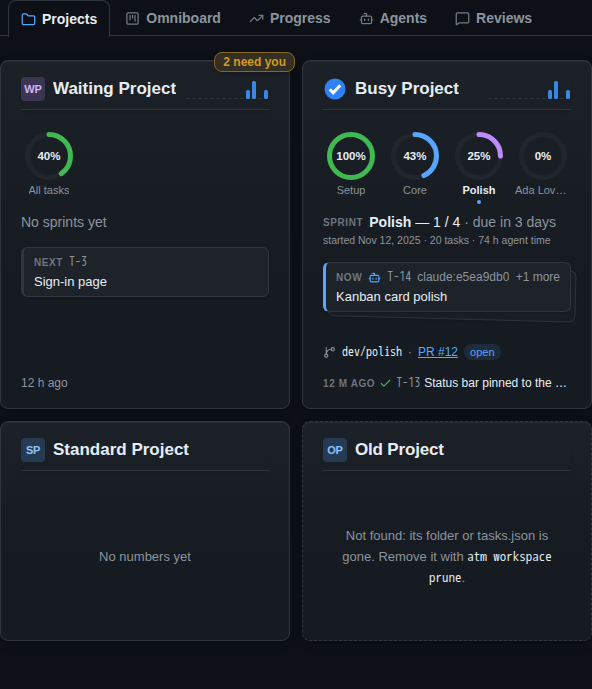 Projects Omniboard Progress Agents Reviews
2 need you
WP Waiting Project
40%
All tasks
No sprints yet
NEXT T-3
Sign-in page
12 h ago
Busy Project
100% 43% 25% 0%
Setup Core Polish Ada Lov…
SPRINT Polish — 1 / 4 · due in 3 days
started Nov 12, 2025 · 20 tasks · 74 h agent time
NOW T-14 claude:e5ea9db0 +1 more
Kanban card polish
dev/polish · PR #12 open
12 M AGO T-13 Status bar pinned to the …
SP Standard Project
No numbers yet
OP Old Project
Not found: its folder or tasks.json is
gone. Remove it with atm workspace
prune.